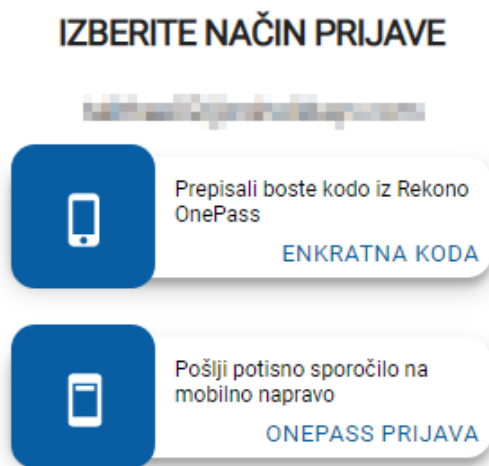 IZBERITE NAČIN PRIJAVE
Prepisali boste kodo iz Rekono
OnePass
ENKRATNA KODA
Pošlji potisno sporočilo na
mobilno napravo
ONEPASS PRIJAVA